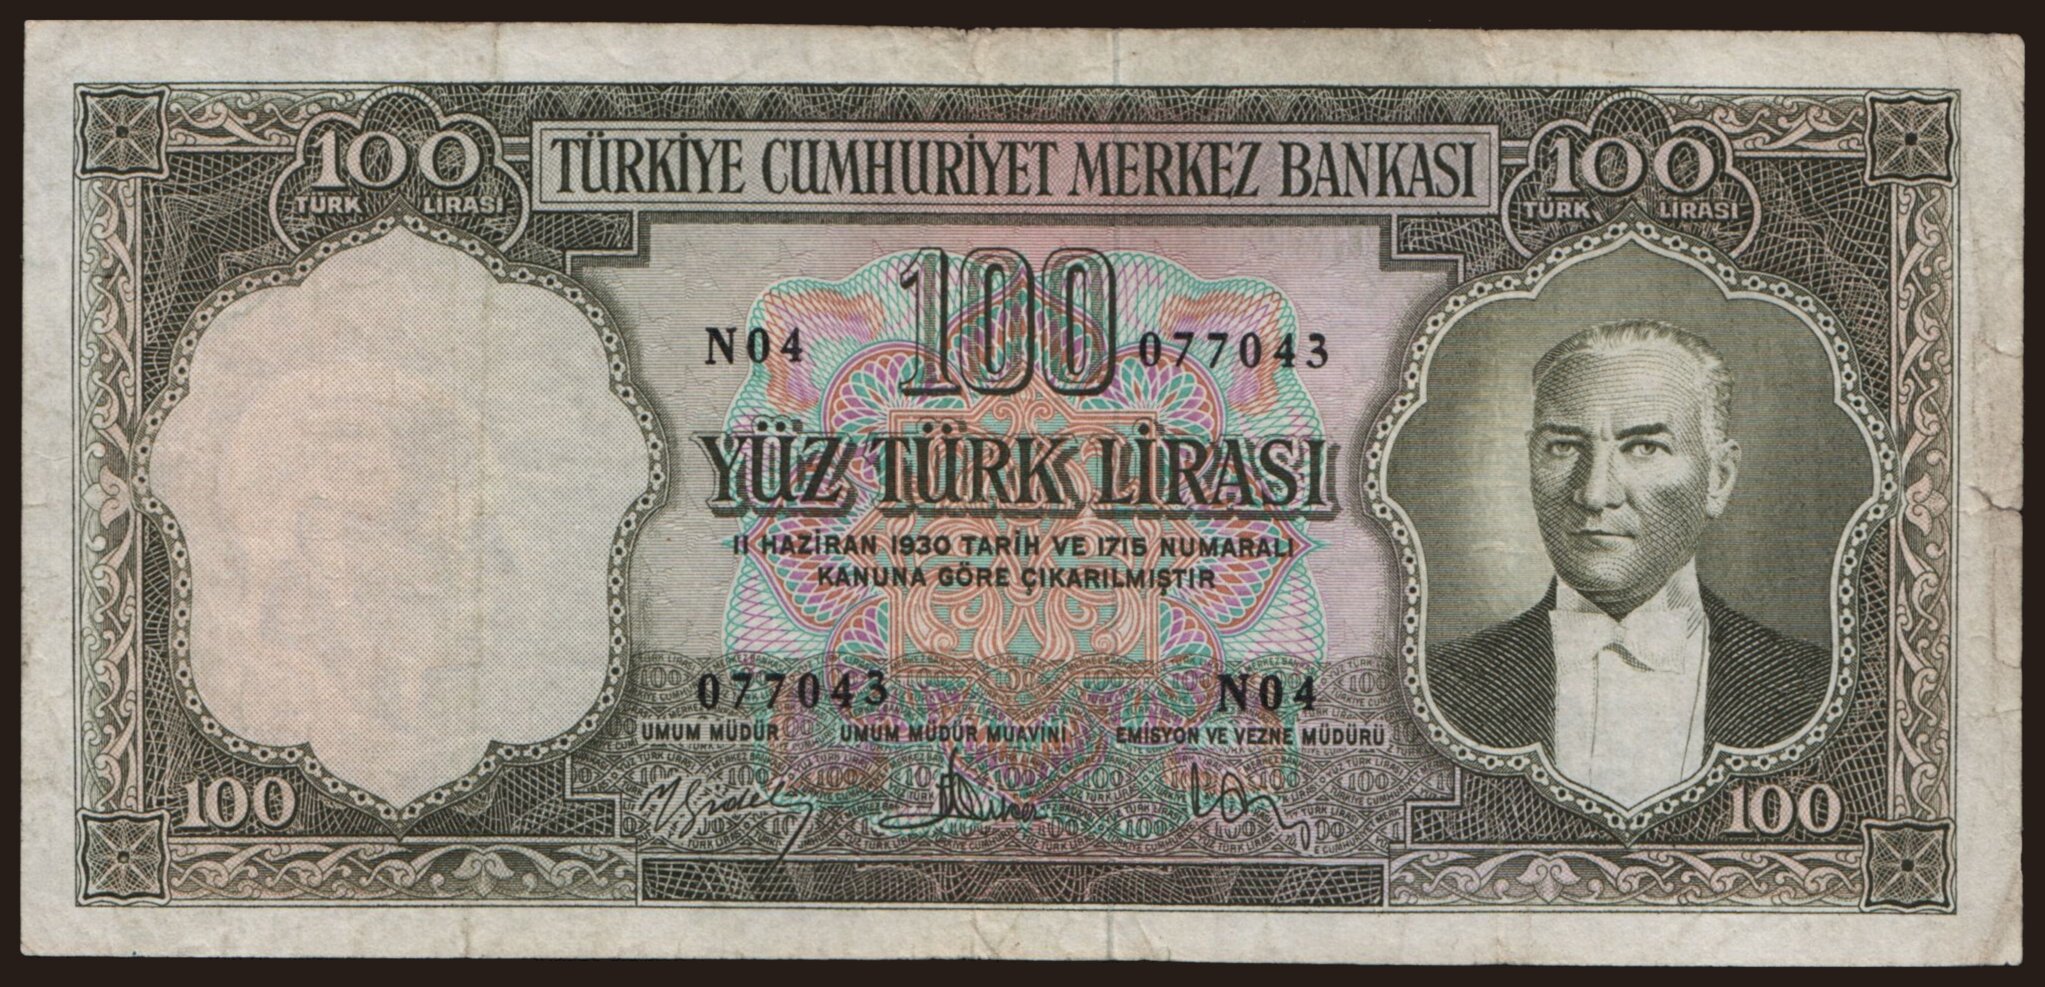 100 TÜRK LİRASI
TÜRKİYE CUMHURİYET MERKEZ BANKASI
100 TÜRK LİRASI
100
N04 077043
YÜZ TÜRK LİRASI
11 HAZİRAN 1930 TARİH VE 1715 NUMARALI
KANUNA GÖRE ÇIKARILMIŞTIR
077043 N04
UMUM MÜDÜR UMUM MÜDÜR MUAVİNİ EMİSYON VE VEZNE MÜDÜRÜ
100 100